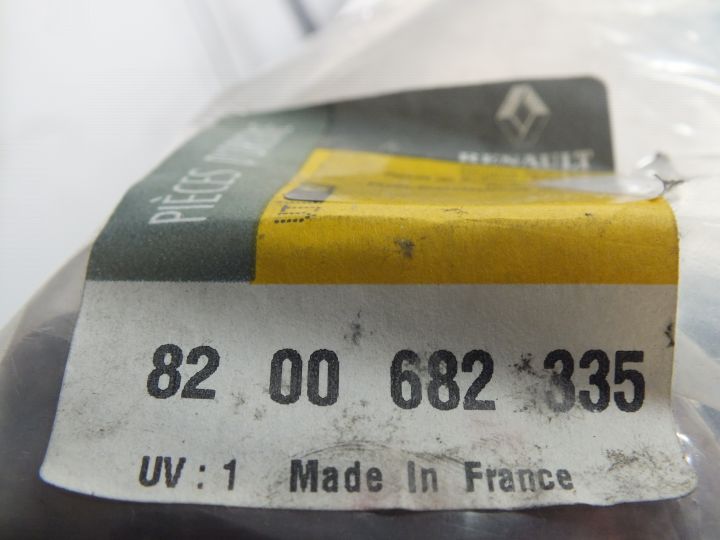 RENAULT
PIÈCES D'ORIGINE
82 00 682 335
UV : 1 Made In France